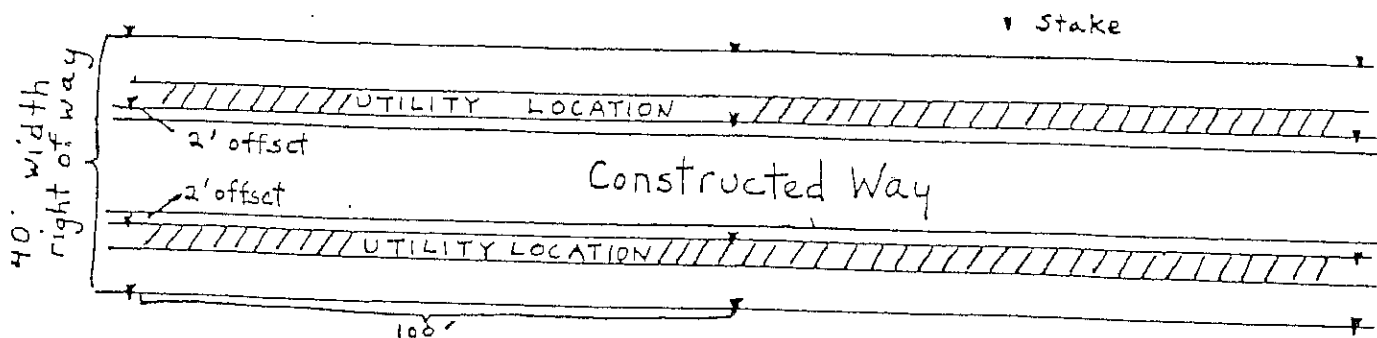 Stake
40' width
right of way
UTILITY LOCATION
2' offset
Constructed Way
2' offset
UTILITY LOCATION
100'